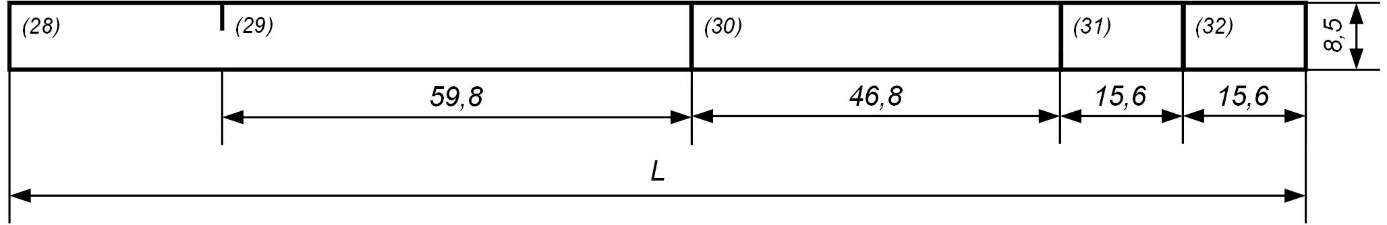 (28) (29) (30) (31) (32) 8,5
59,8 46,8 15,6 15,6
L